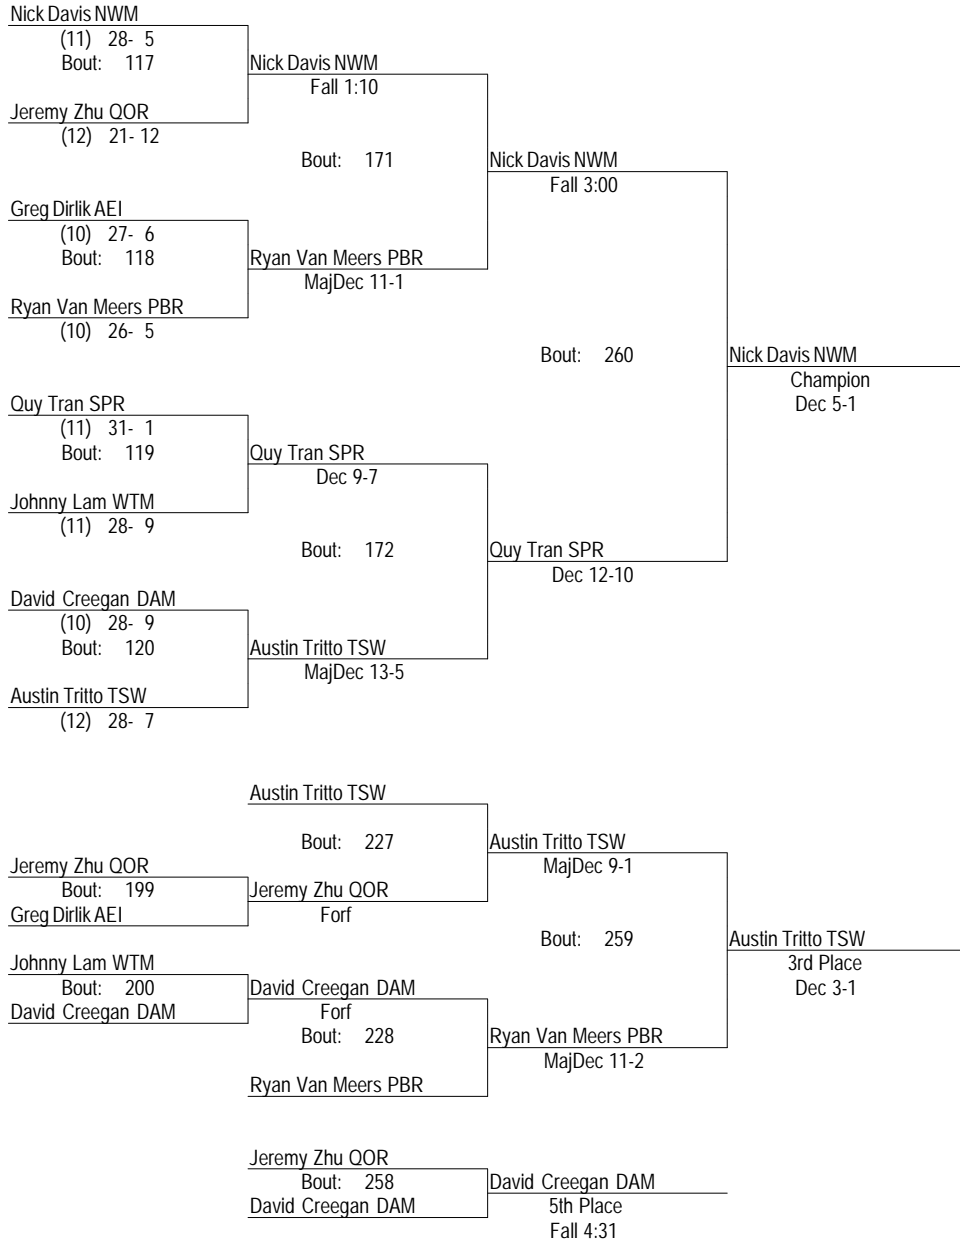 Nick Davis NWM
(11) 28- 5
Bout: 117
Nick Davis NWM
Fall 1:10
Jeremy Zhu QOR
(12) 21- 12
Bout: 171
Nick Davis NWM
Fall 3:00
Greg Dirlik AEI
(10) 27- 6
Bout: 118
Ryan Van Meers PBR
MajDec 11-1
Ryan Van Meers PBR
(10) 26- 5
Bout: 260
Nick Davis NWM
Champion
Dec 5-1
Quy Tran SPR
(11) 31- 1
Bout: 119
Quy Tran SPR
Dec 9-7
Johnny Lam WTM
(11) 28- 9
Bout: 172
Quy Tran SPR
Dec 12-10
David Creegan DAM
(10) 28- 9
Bout: 120
Austin Tritto TSW
MajDec 13-5
Austin Tritto TSW
(12) 28- 7
Austin Tritto TSW
Bout: 227
Austin Tritto TSW
MajDec 9-1
Jeremy Zhu QOR
Bout: 199
Jeremy Zhu QOR
Greg Dirlik AEI
Forf
Bout: 259
Austin Tritto TSW
3rd Place
Dec 3-1
Johnny Lam WTM
Bout: 200
David Creegan DAM
David Creegan DAM
Forf
Bout: 228
Ryan Van Meers PBR
MajDec 11-2
Ryan Van Meers PBR
Jeremy Zhu QOR
Bout: 258
David Creegan DAM
David Creegan DAM
5th Place
Fall 4:31